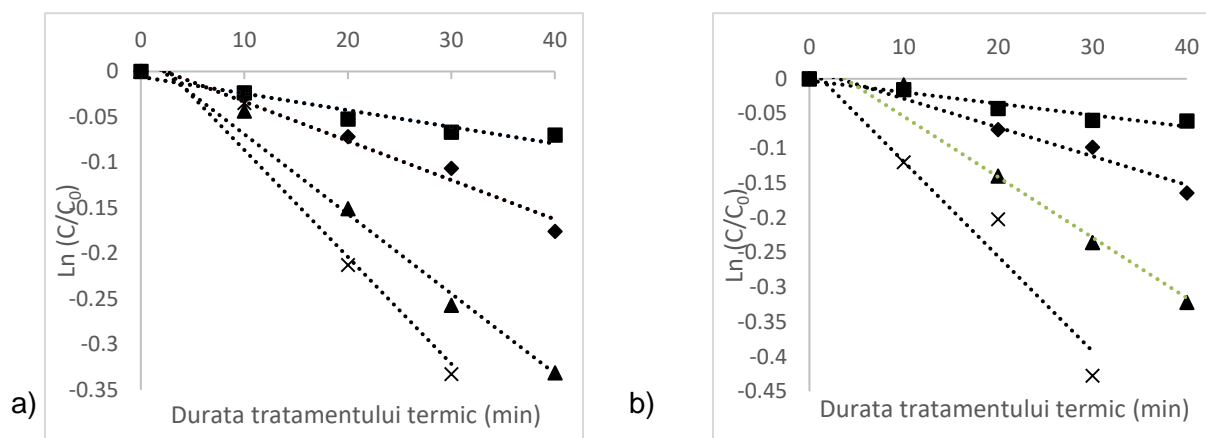 0 10 20 30 40
0
-0.05
-0.1
-0.15
-0.2
-0.25
-0.3
-0.35
Ln (C/C0)
Durata tratamentului termic (min)
a)
0 10 20 30 40
0
-0.05
-0.1
-0.15
-0.2
-0.25
-0.3
-0.35
-0.4
-0.45
Ln (C/C0)
Durata tratamentului termic (min)
b)